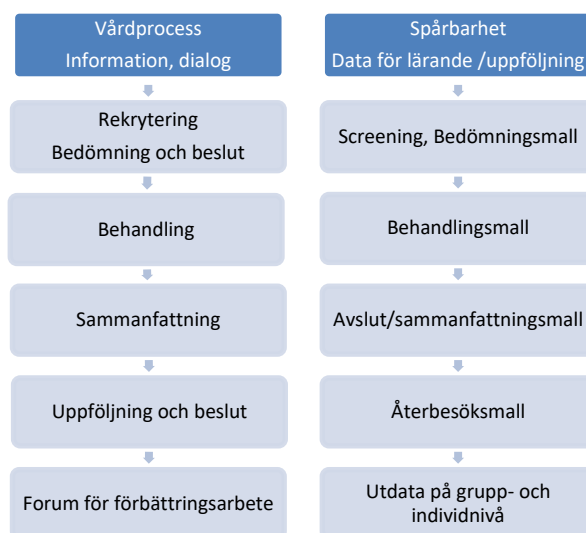 Vårdprocess
Information, dialog
Rekrytering
Bedömning och beslut
Behandling
Sammanfattning
Uppföljning och beslut
Forum för förbättringsarbete
Spårbarhet
Data för lärande /uppföljning
Screening, Bedömningsmall
Behandlingsmall
Avslut/sammanfattningsmall
Återbesöksmall
Utdata på grupp- och
individnivå